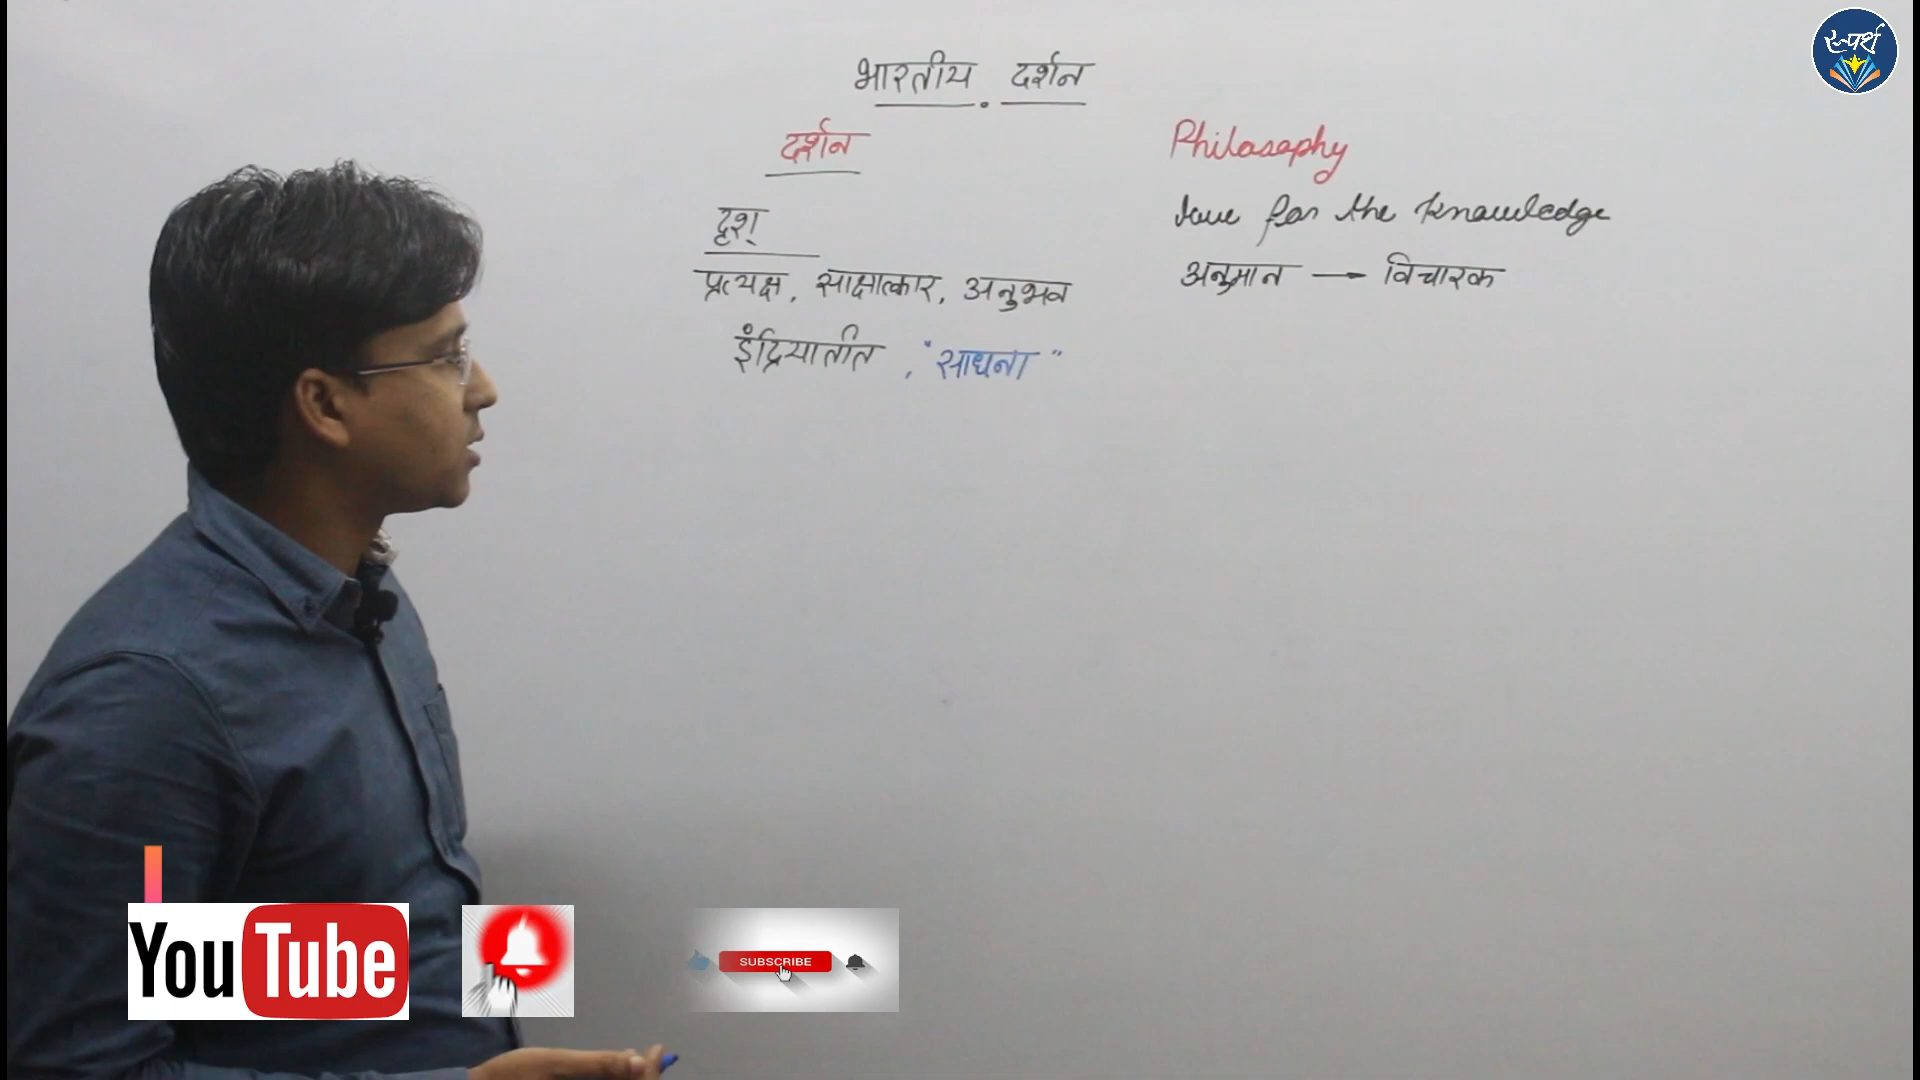 स्पर्श
भारतीय दर्शन
दर्शन
दृश्
प्रत्यक्ष, साक्षात्कार, अनुभव
इंद्रियातीत, "साधना"
Philosophy
love for the knowledge
अनुमान → विचारक
YouTube
SUBSCRIBE